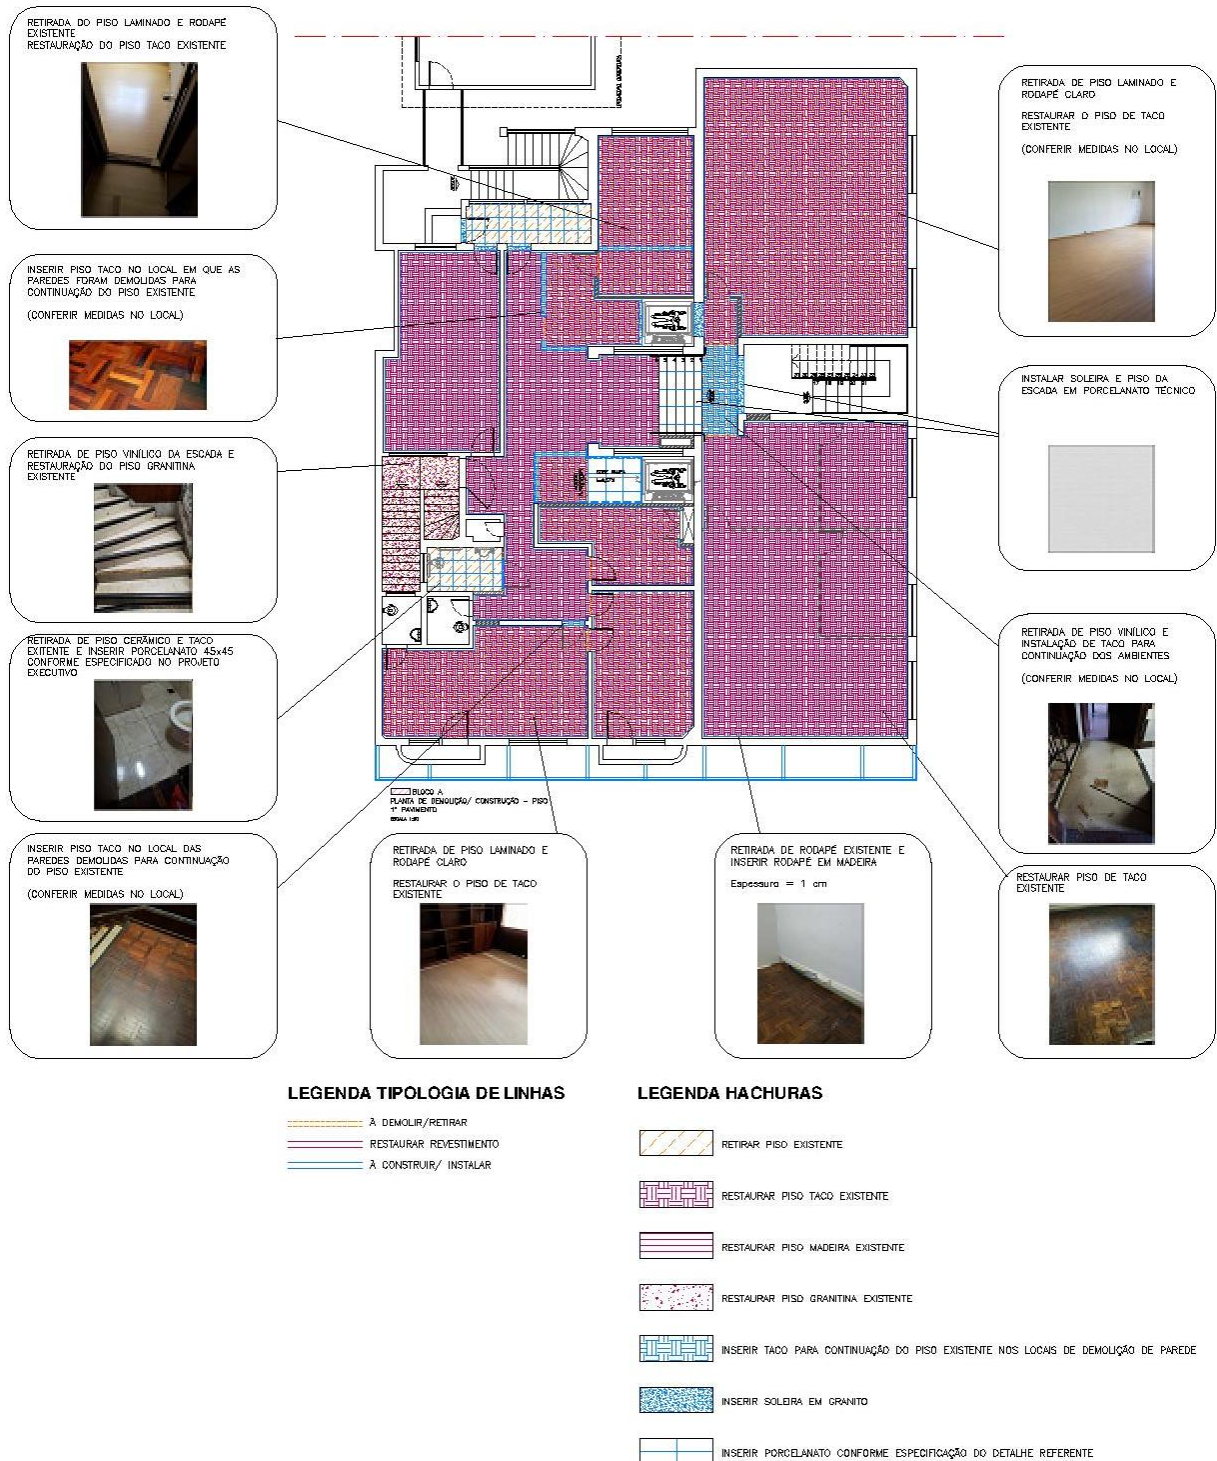 RETIRADA DO PISO LAMINADO E RODAPÉ
EXISTENTE
RESTAURAÇÃO DO PISO TACO EXISTENTE
INSERIR PISO TACO NO LOCAL EM QUE AS
PAREDES FORAM DEMOLIDAS PARA
CONTINUAÇÃO DO PISO EXISTENTE
(CONFERIR MEDIDAS NO LOCAL)
RETIRADA DE PISO VINÍLICO DA ESCADA E
RESTAURAÇÃO DO PISO GRANITINA
EXISTENTE
RETIRADA DE PISO CERÂMICO E TACO
EXITENTE E INSERIR PORCELANATO 45x45
CONFORME ESPECIFICADO NO PROJETO
EXECUTIVO
INSERIR PISO TACO NO LOCAL DAS
PAREDES DEMOLIDAS PARA CONTINUAÇÃO
DO PISO EXISTENTE
(CONFERIR MEDIDAS NO LOCAL)
RETIRADA DE PISO LAMINADO E
RODAPÉ CLARO
RESTAURAR O PISO DE TACO
EXISTENTE
(CONFERIR MEDIDAS NO LOCAL)
INSTALAR SOLEIRA E PISO DA
ESCADA EM PORCELANATO TÉCNICO
RETIRADA DE PISO VINÍLICO E
INSTALAÇÃO DE TACO PARA
CONTINUAÇÃO DOS AMBIENTES
(CONFERIR MEDIDAS NO LOCAL)
RESTAURAR PISO DE TACO
EXISTENTE
BLOCO A
PLANTA DE DEMOLIÇÃO/ CONSTRUÇÃO - PISO
1° PAVIMENTO
RETIRADA DE PISO LAMINADO E
RODAPÉ CLARO
RESTAURAR O PISO DE TACO
EXISTENTE
RETIRADA DE RODAPÉ EXISTENTE E
INSERIR RODAPÉ EM MADEIRA
Espessura = 1 cm
LEGENDA TIPOLOGIA DE LINHAS
À DEMOLIR/RETIRAR
RESTAURAR REVESTIMENTO
À CONSTRUIR/ INSTALAR
LEGENDA HACHURAS
RETIRAR PISO EXISTENTE
RESTAURAR PISO TACO EXISTENTE
RESTAURAR PISO MADEIRA EXISTENTE
RESTAURAR PISO GRANITINA EXISTENTE
INSERIR TACO PARA CONTINUAÇÃO DO PISO EXISTENTE NOS LOCAIS DE DEMOLIÇÃO DE PAREDE
INSERIR SOLEIRA EM GRANITO
INSERIR PORCELANATO CONFORME ESPECIFICAÇÃO DO DETALHE REFERENTE